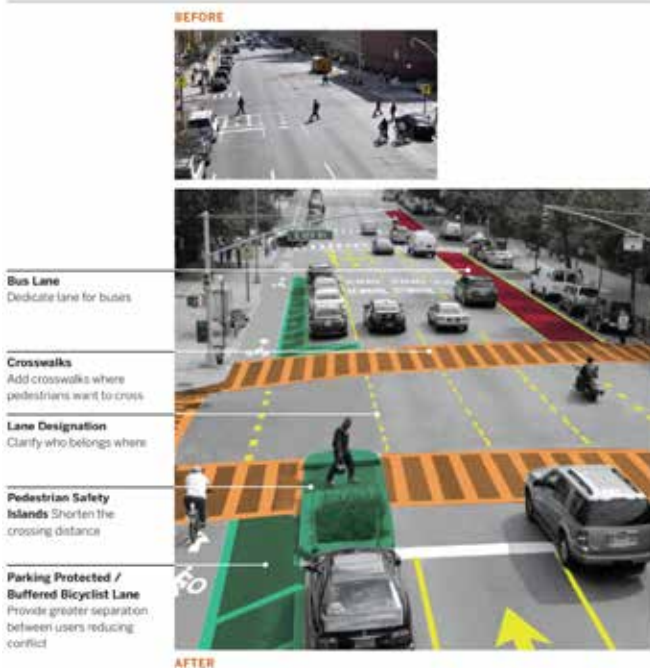 BEFORE
Bus Lane
Dedicate lane for buses
Crosswalks
Add crosswalks where
pedestrians want to cross
Lane Designation
Clarify who belongs where
Pedestrian Safety
Islands Shorten the
crossing distance
Parking Protected /
Buffered Bicyclist Lane
Provide greater separation
between users reducing
conflict
AFTER